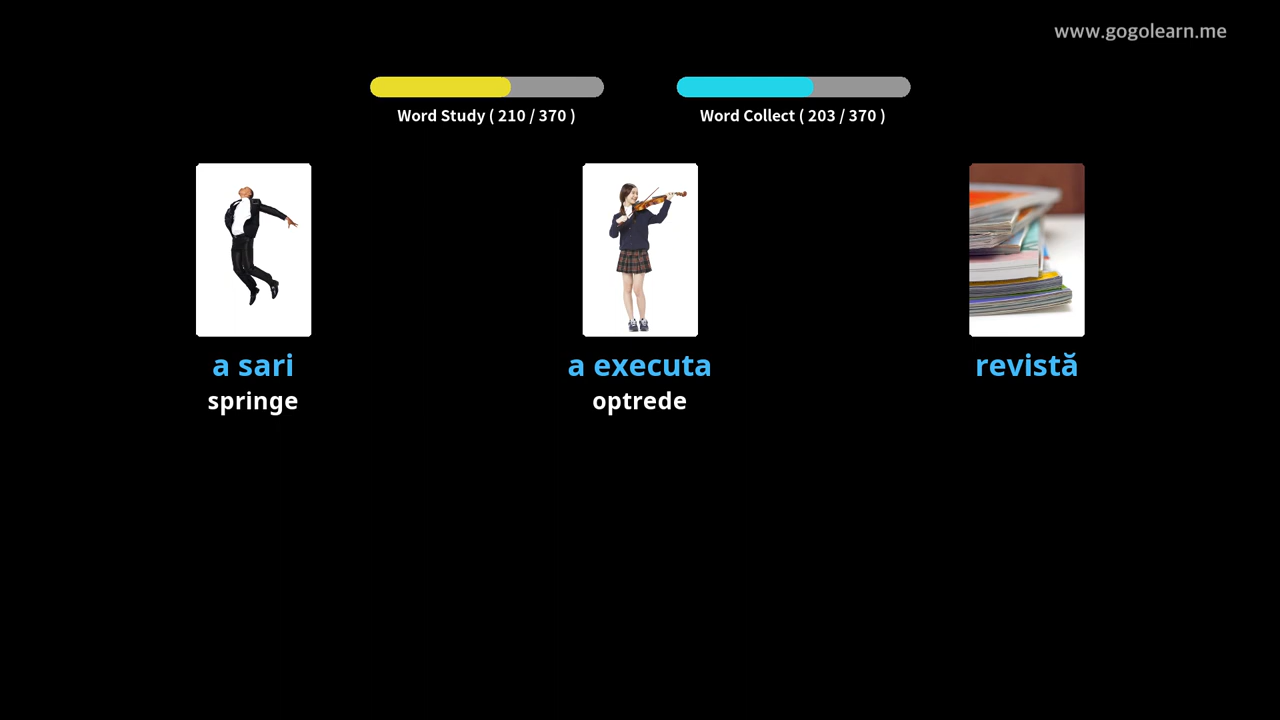 www.gogolearn.me
Word Study ( 210 / 370 )
Word Collect ( 203 / 370 )
a sari
a executa
revistă
springe
optrede